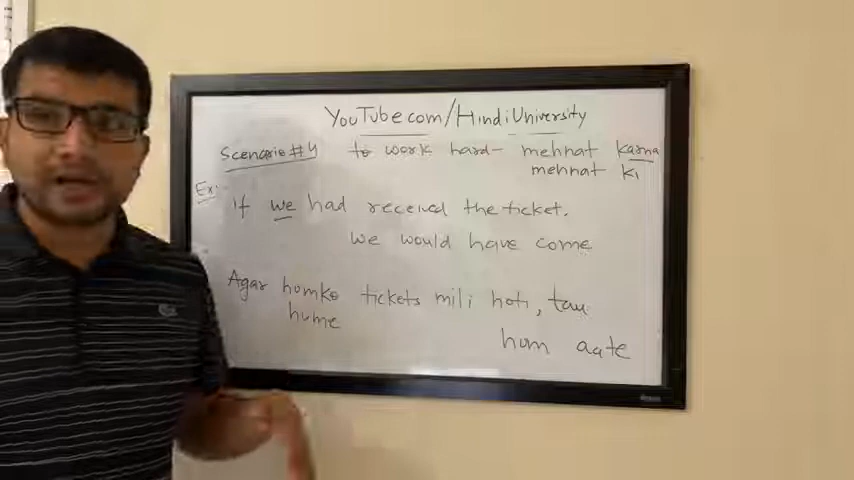 YouTube.com/HindiUniversity
Scenario #4 to work hard- mehnat karna
mehnat ki
Ex:-
If we had received the ticket.
we would have come
Agar humko tickets mili hoti, tau
hume
hum aate